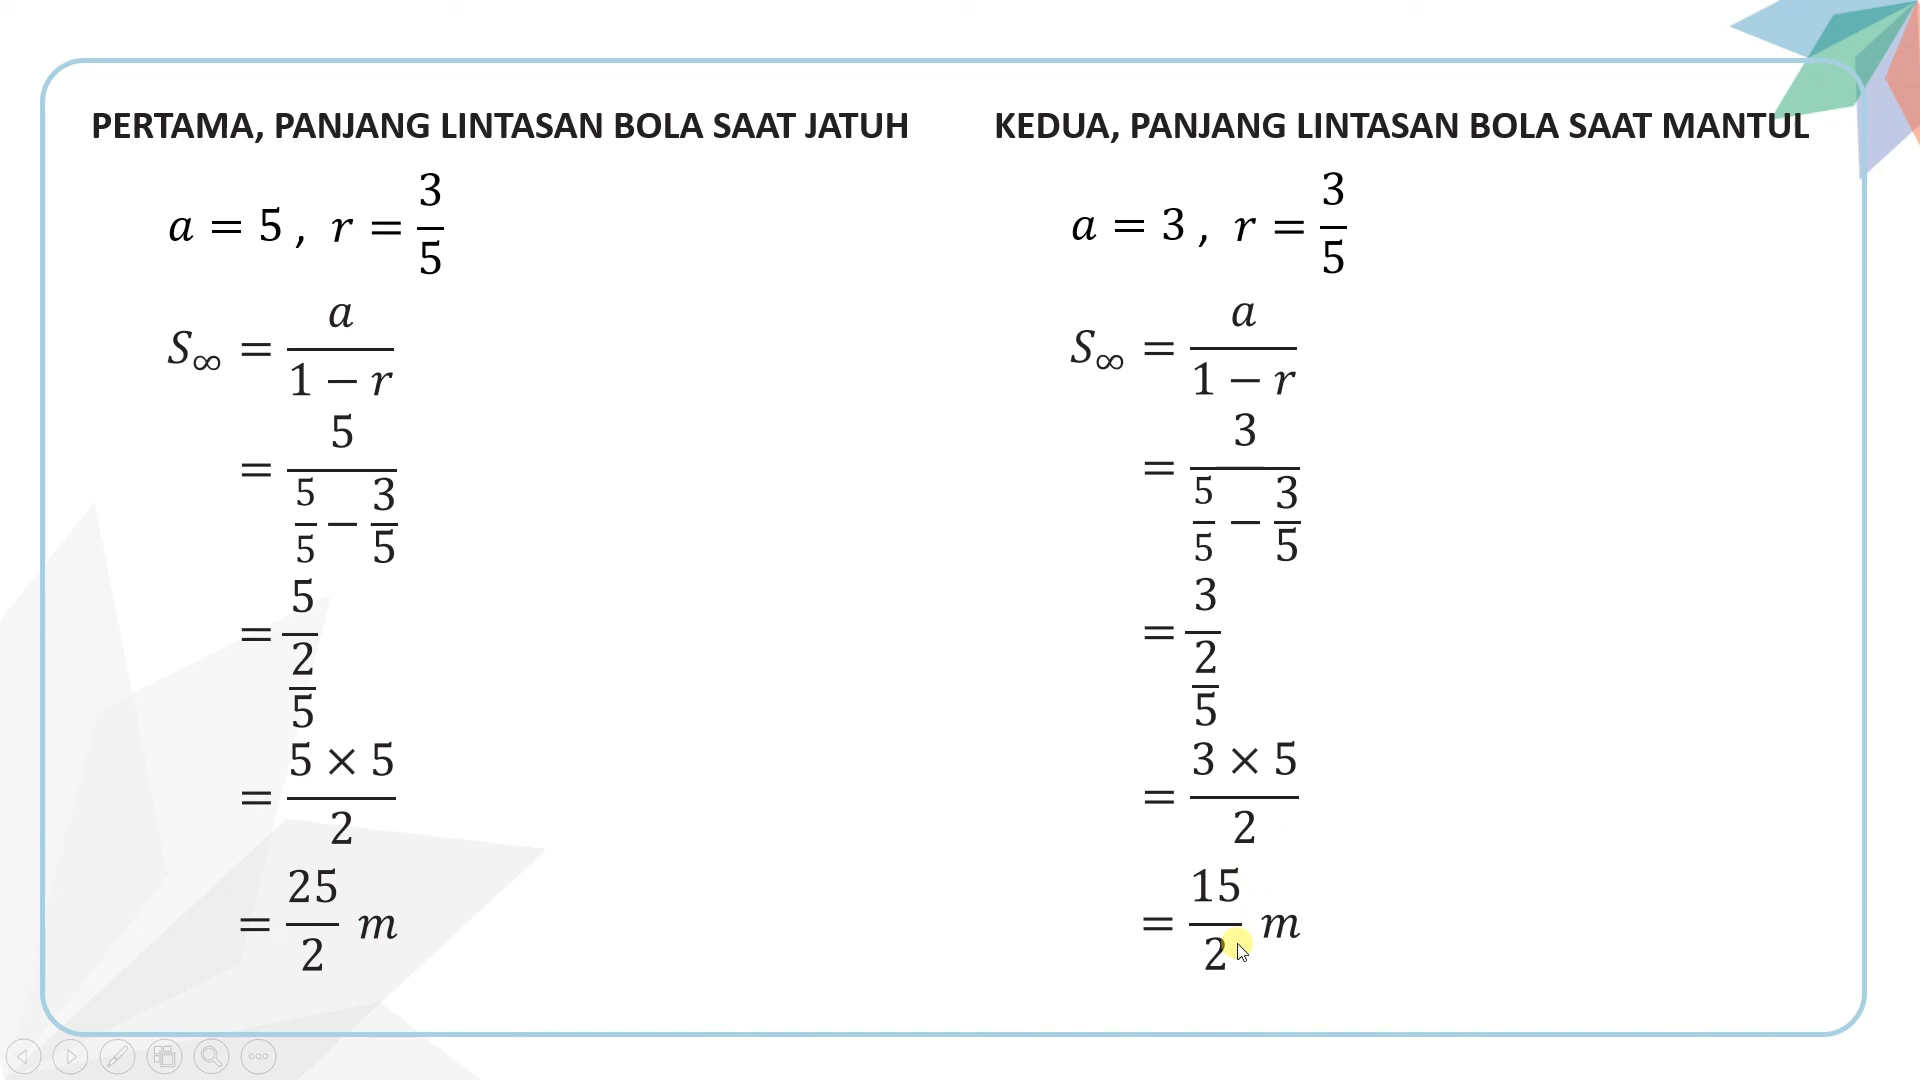 PERTAMA, PANJANG LINTASAN BOLA SAAT JATUH
a = 5 , r = 3/5
S∞ = a/(1 − r)
= 5/(5/5 − 3/5)
= 5/(2/5)
= (5 × 5)/2
= 25/2 m
KEDUA, PANJANG LINTASAN BOLA SAAT MANTUL
a = 3 , r = 3/5
S∞ = a/(1 − r)
= 3/(5/5 − 3/5)
= 3/(2/5)
= (3 × 5)/2
= 15/2 m